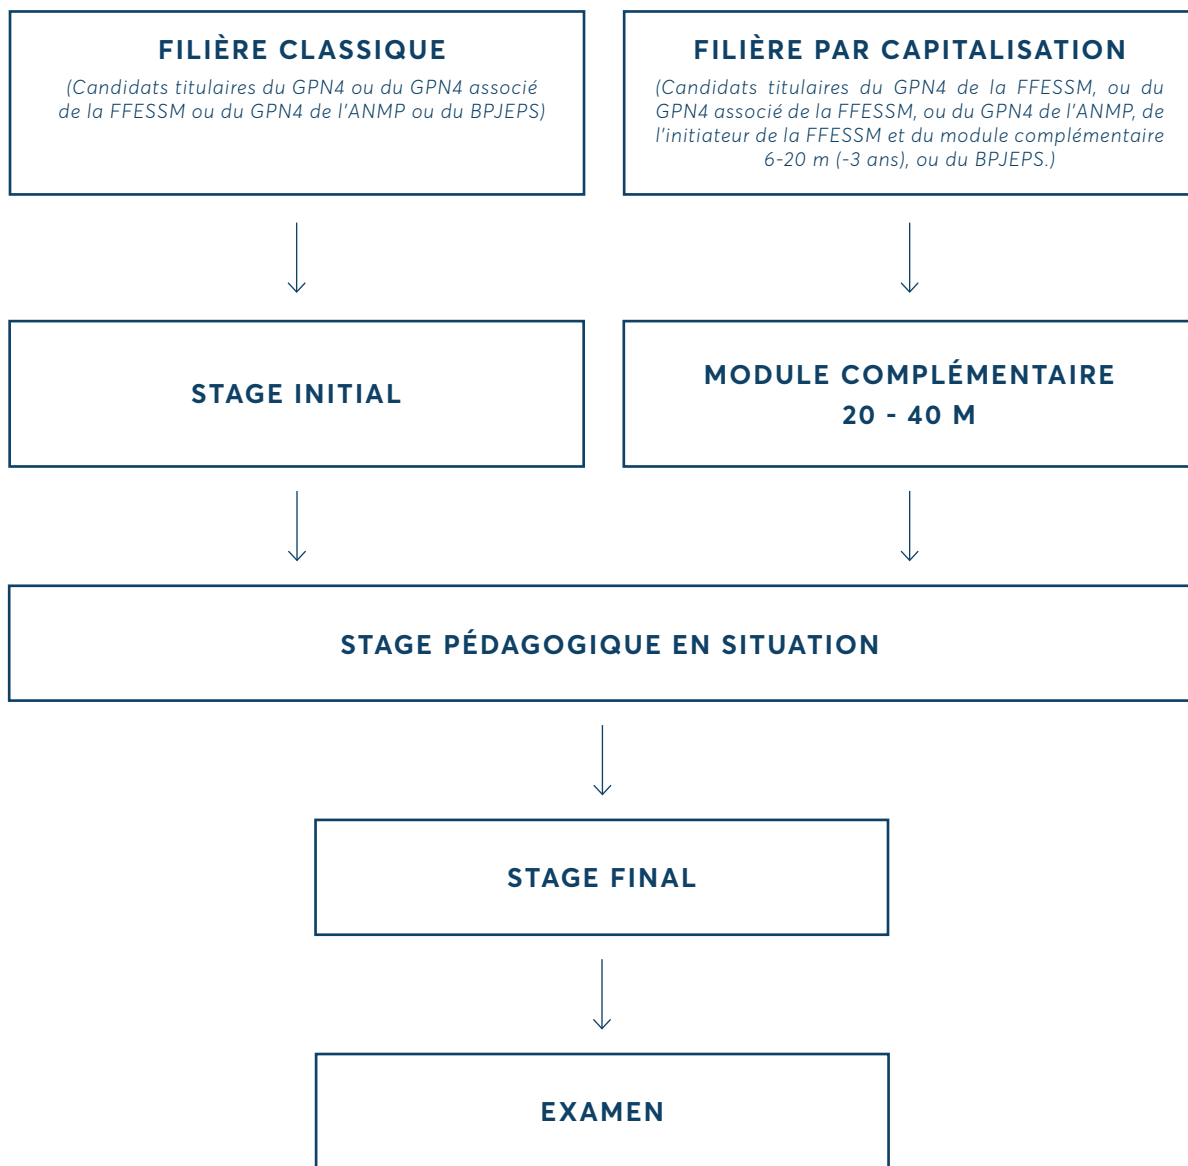 FILIÈRE CLASSIQUE
(Candidats titulaires du GPN4 ou du GPN4 associé
de la FFESSM ou du GPN4 de l'ANMP ou du BPJEPS)
FILIÈRE PAR CAPITALISATION
(Candidats titulaires du GPN4 de la FFESSM, ou du
GPN4 associé de la FFESSM, ou du GPN4 de l'ANMP, de
l'initiateur de la FFESSM et du module complémentaire
6-20 m (-3 ans), ou du BPJEPS.)
STAGE INITIAL
MODULE COMPLÉMENTAIRE
20 - 40 M
STAGE PÉDAGOGIQUE EN SITUATION
STAGE FINAL
EXAMEN